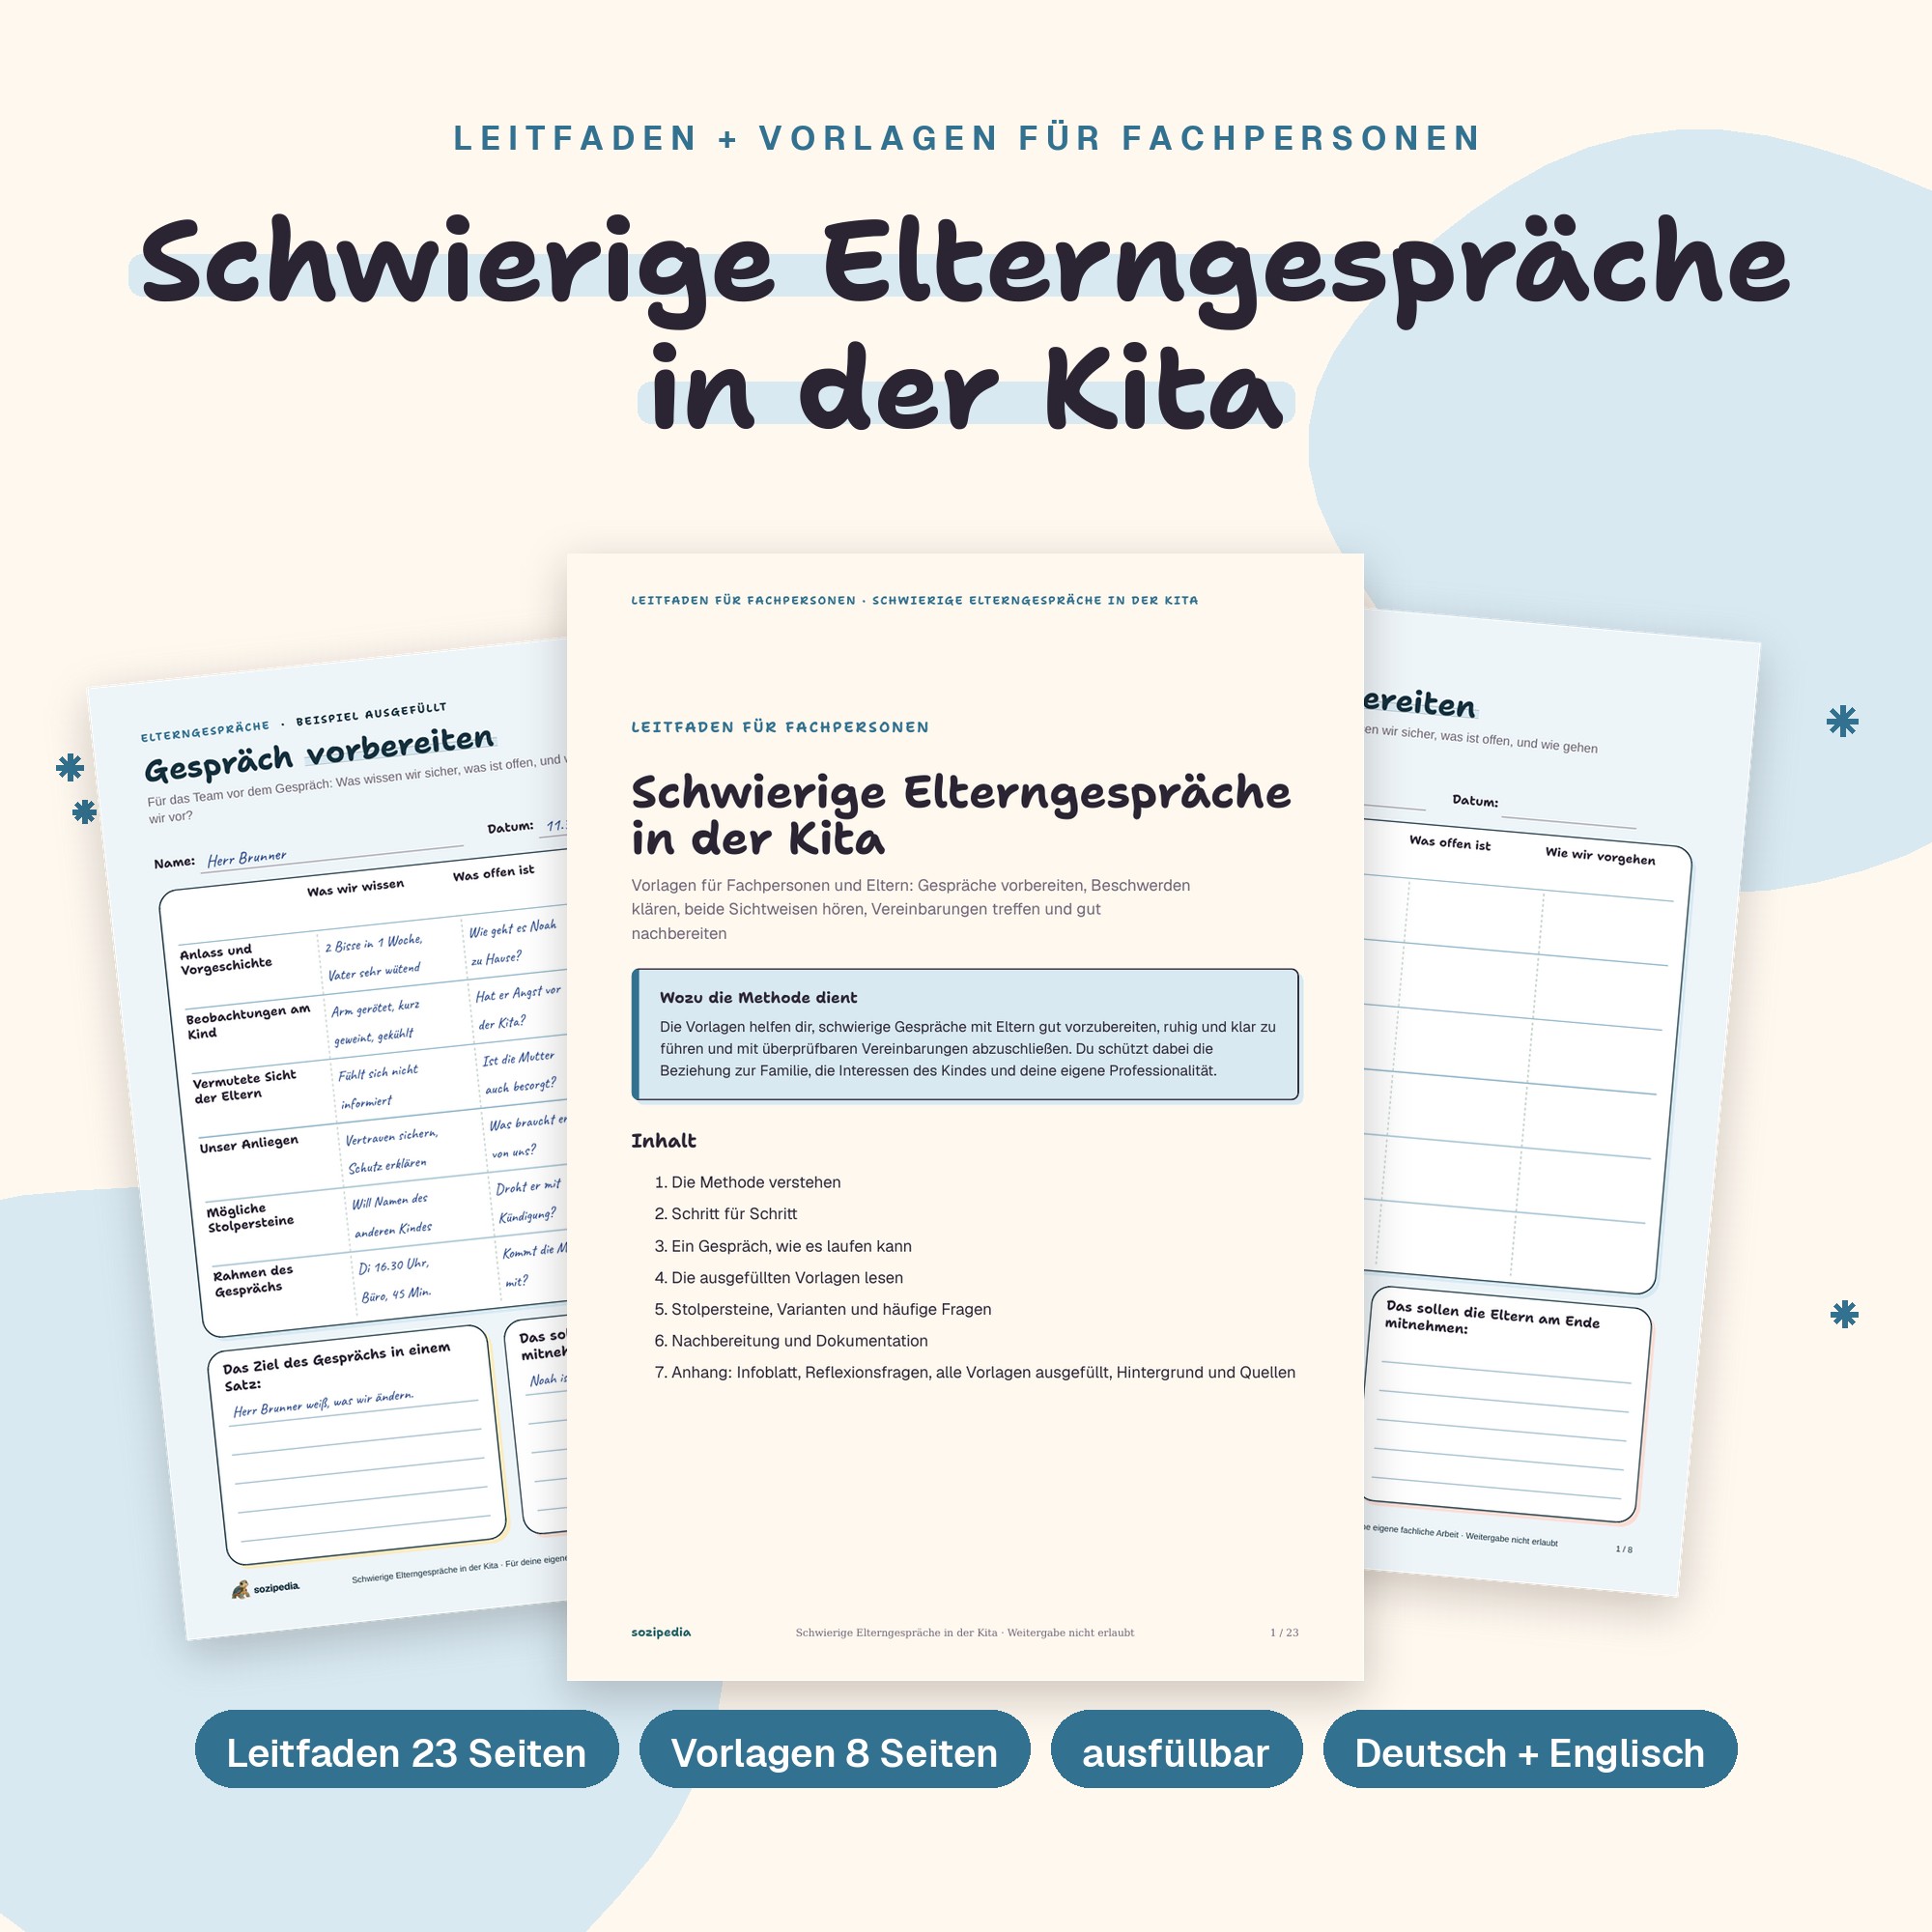 LEITFADEN + VORLAGEN FÜR FACHPERSONEN
Schwierige Elterngespräche
in der Kita
ELTERNGESPRÄCHE · BEISPIEL AUSGEFÜLLT
Gespräch vorbereiten
Für das Team vor dem Gespräch: Was wissen wir sicher, was ist offen, und
wir vor?
Name: Herr Brunner
Datum: 11.
Was wir wissen
Was offen ist
Anlass und
Vorgeschichte
2 Bisse in 1 Woche,
Vater sehr wütend
Wie geht es Noah
zu Hause?
Beobachtungen am
Kind
Arm gerötet, kurz
geweint, gekühlt
Hat er Angst vor
der Kita?
Vermutete Sicht
der Eltern
Fühlt sich nicht
informiert
Ist die Mutter
auch besorgt?
Unser Anliegen
Vertrauen sichern,
Schutz erklären
Was braucht er
von uns?
Mögliche
Stolpersteine
Will Namen des
anderen Kindes
Droht er mit
Kündigung?
Rahmen des
Gesprächs
Di 16.30 Uhr,
Büro, 45 Min.
Kommt die
mit?
Das Ziel des Gesprächs in einem
Satz:
Herr Brunner weiß, was wir ändern.
Das
Noah
sozipedia.
Schwierige Elterngespräche in der Kita · Für deine eigene
LEITFADEN FÜR FACHPERSONEN · SCHWIERIGE ELTERNGESPRÄCHE IN DER KITA
LEITFADEN FÜR FACHPERSONEN
Schwierige Elterngespräche
in der Kita
Vorlagen für Fachpersonen und Eltern: Gespräche vorbereiten, Beschwerden
klären, beide Sichtweisen hören, Vereinbarungen treffen und gut
nachbereiten
Wozu die Methode dient
Die Vorlagen helfen dir, schwierige Gespräche mit Eltern gut vorzubereiten, ruhig und klar zu
führen und mit überprüfbaren Vereinbarungen abzuschließen. Du schützt dabei die
Beziehung zur Familie, die Interessen des Kindes und deine eigene Professionalität.
Inhalt
1. Die Methode verstehen
2. Schritt für Schritt
3. Ein Gespräch, wie es laufen kann
4. Die ausgefüllten Vorlagen lesen
5. Stolpersteine, Varianten und häufige Fragen
6. Nachbereitung und Dokumentation
7. Anhang: Infoblatt, Reflexionsfragen, alle Vorlagen ausgefüllt, Hintergrund und Quellen
sozipedia
Schwierige Elterngespräche in der Kita · Weitergabe nicht erlaubt
1 / 23
ereiten
wir sicher, was ist offen, und wie gehen
Datum:
Was offen ist
Wie wir vorgehen
Das sollen die Eltern am Ende
mitnehmen:
eigene fachliche Arbeit · Weitergabe nicht erlaubt
1 / 8
Leitfaden 23 Seiten
Vorlagen 8 Seiten
ausfüllbar
Deutsch + Englisch